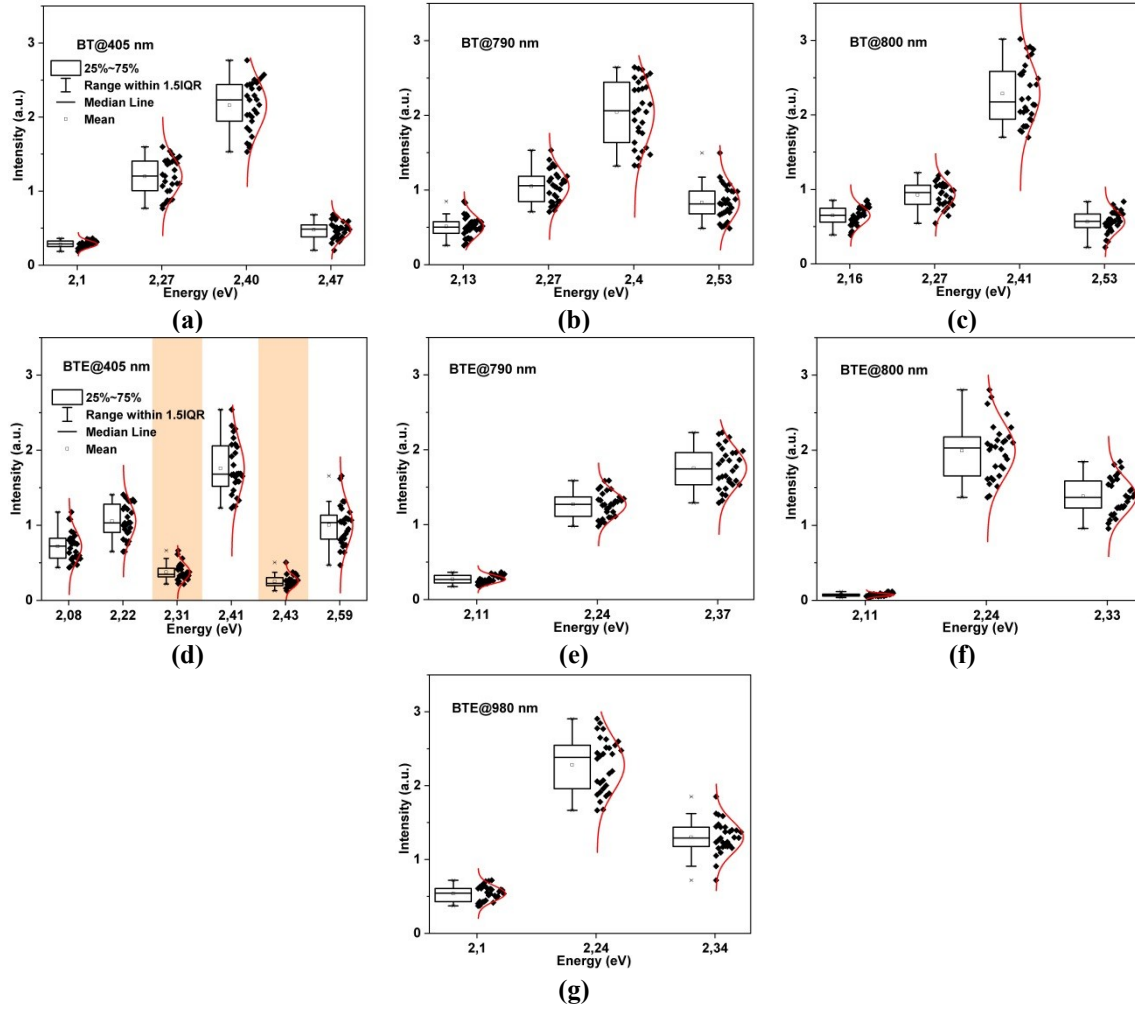 BT@405 nm
25%~75%
Range within 1.5IQR
Median Line
Mean
Intensity (a.u.)
3
2
1
0
2,1 2,27 2,40 2,47
Energy (eV)
(a)
BT@790 nm
Intensity (a.u.)
3
2
1
0
2,13 2,27 2,4 2,53
Energy (eV)
(b)
BT@800 nm
Intensity (a.u.)
3
2
1
0
2,16 2,27 2,41 2,53
Energy (eV)
(c)
BTE@405 nm
25%~75%
Range within 1.5IQR
Median Line
Mean
Intensity (a.u.)
3
2
1
0
2,08 2,22 2,31 2,41 2,43 2,59
Energy (eV)
(d)
BTE@790 nm
Intensity (a.u.)
3
2
1
0
2,11 2,24 2,37
Energy (eV)
(e)
BTE@800 nm
Intensity (a.u.)
3
2
1
0
2,11 2,24 2,33
Energy (eV)
(f)
BTE@980 nm
Intensity (a.u.)
3
2
1
0
2,1 2,24 2,34
Energy (eV)
(g)